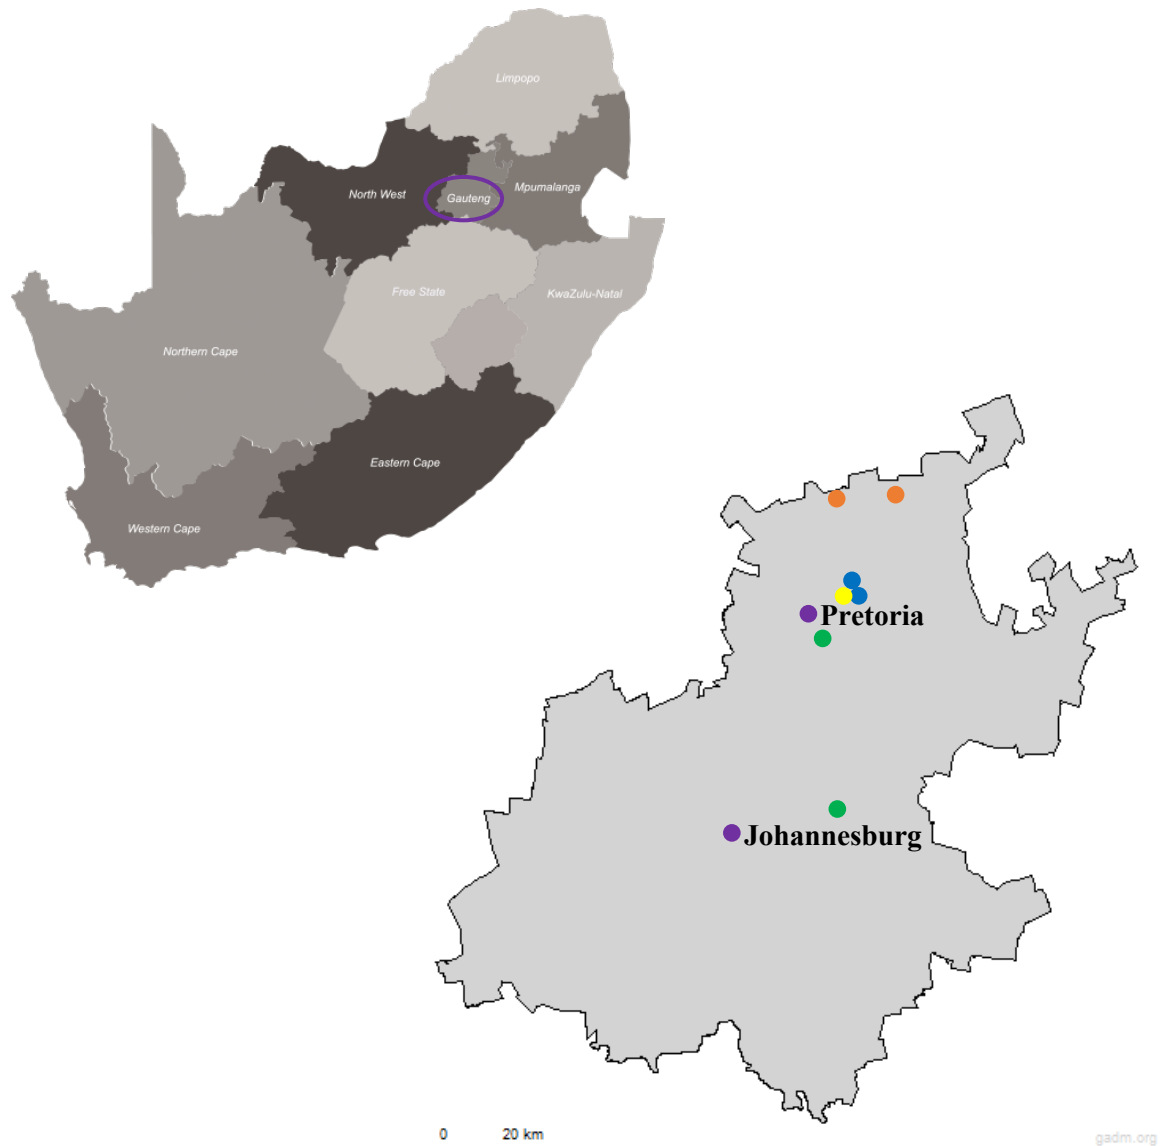 Limpopo
North West
Gauteng
Mpumalanga
Free State
KwaZulu-Natal
Northern Cape
Eastern Cape
Western Cape
Pretoria
Johannesburg
0 20 km
gadm.org